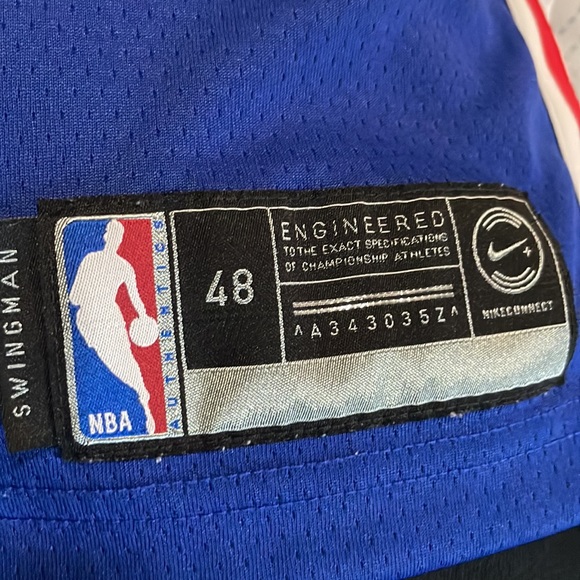 SWINGMAN
NBA
AUTHENTICS
48
ENGINEERED
TO THE EXACT SPECIFICATIONS
OF CHAMPIONSHIP ATHLETES
^A343035Z^
NIKECONNECT